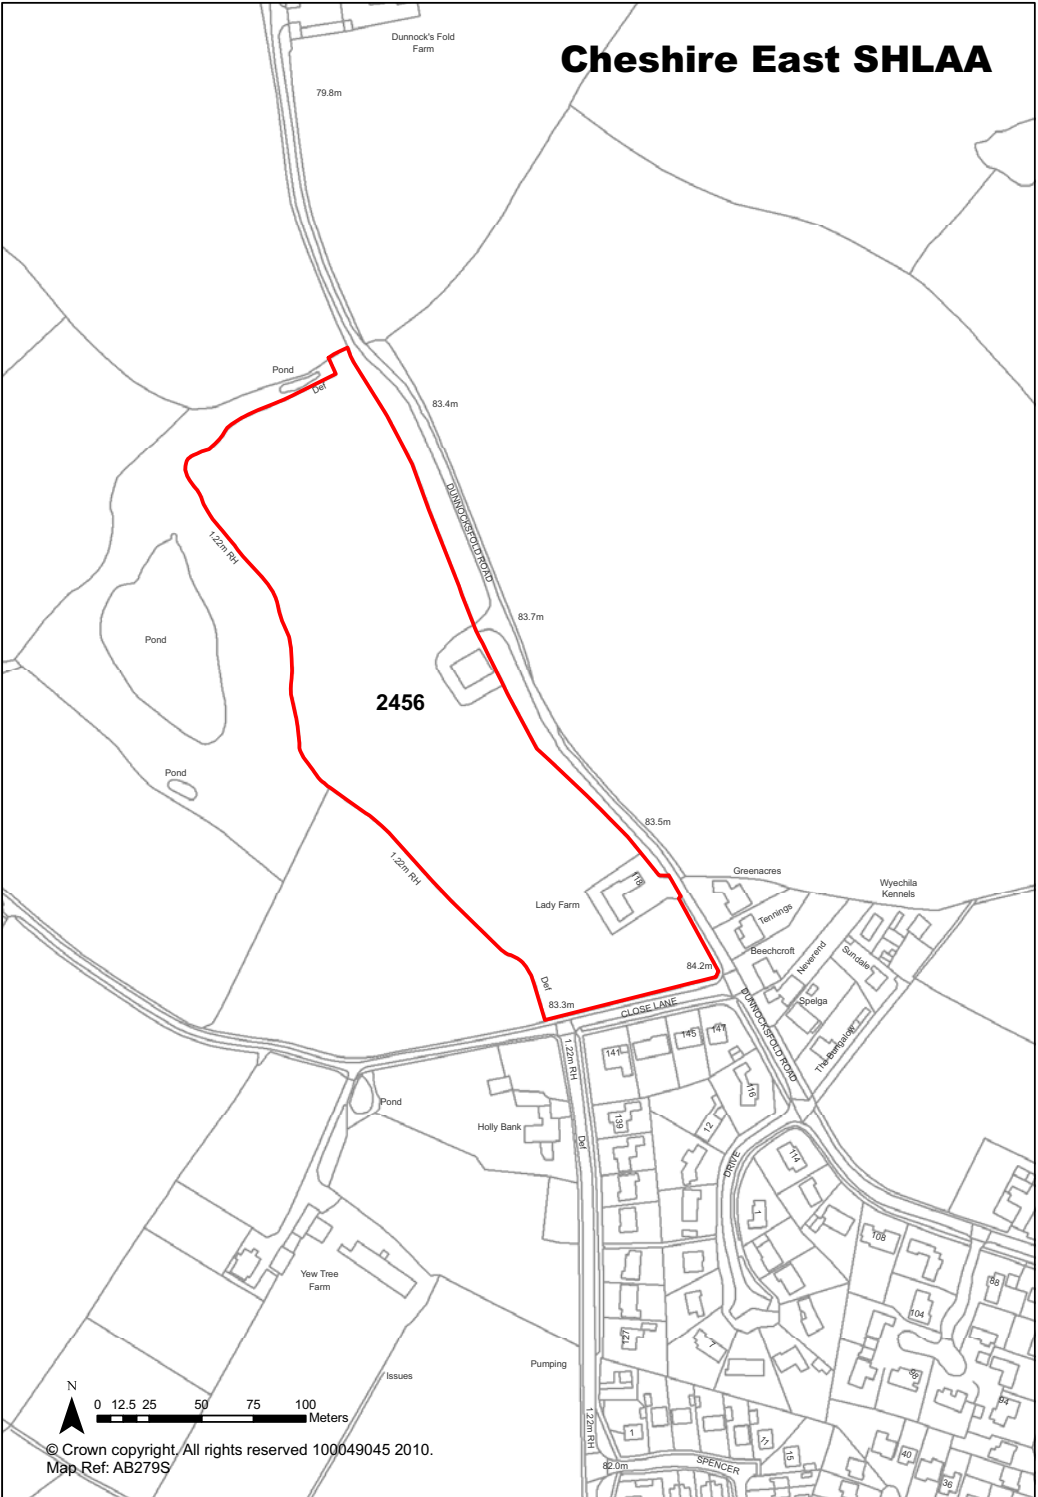 Cheshire East SHLAA
Dunnock's Fold
Farm
79.8m
Pond
Def
83.4m
DUNNOCKSFOLD ROAD
1.22m RH
83.7m
Pond
2456
Pond
83.5m
1.22m RH
118
Greenacres
Wyechila
Kennels
Lady Farm
Tennings
Beechcroft
Neverend
Sundale
84.2m
Def
83.3m
CLOSE LANE
DUNNOCKSFOLD ROAD
Spelga
The Bungalow
141
145
147
1.22m RH
116
Pond
139
12
Holly Bank
Def
DRIVE
114
1
108
Yew Tree
Farm
88
104
127
7
Pumping
98
Issues
94
1
11
15
40
36
1.22m RH
82.0m
SPENCER
N
0 12.5 25 50 75 100
Meters
© Crown copyright. All rights reserved 100049045 2010.
Map Ref: AB279S